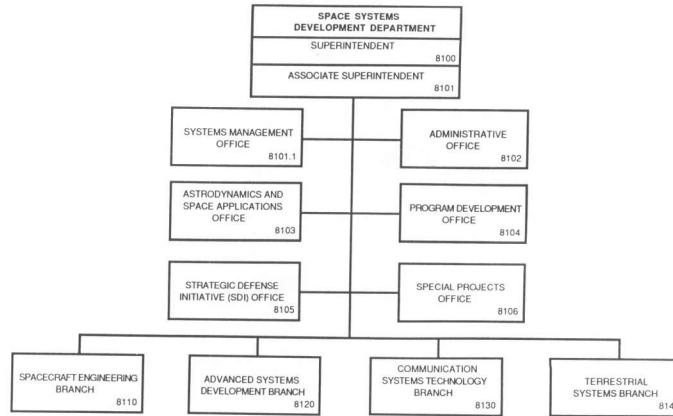 SPACE SYSTEMS
DEVELOPMENT DEPARTMENT
SUPERINTENDENT
8100
ASSOCIATE SUPERINTENDENT
8101
SYSTEMS MANAGEMENT
OFFICE
8101.1
ADMINISTRATIVE
OFFICE
8102
ASTRODYNAMICS AND
SPACE APPLICATIONS
OFFICE
8103
PROGRAM DEVELOPMENT
OFFICE
8104
STRATEGIC DEFENSE
INITIATIVE (SDI) OFFICE
8105
SPECIAL PROJECTS
OFFICE
8106
SPACECRAFT ENGINEERING
BRANCH
8110
ADVANCED SYSTEMS
DEVELOPMENT BRANCH
8120
COMMUNICATION
SYSTEMS TECHNOLOGY
BRANCH
8130
TERRESTRIAL
SYSTEMS BRANCH